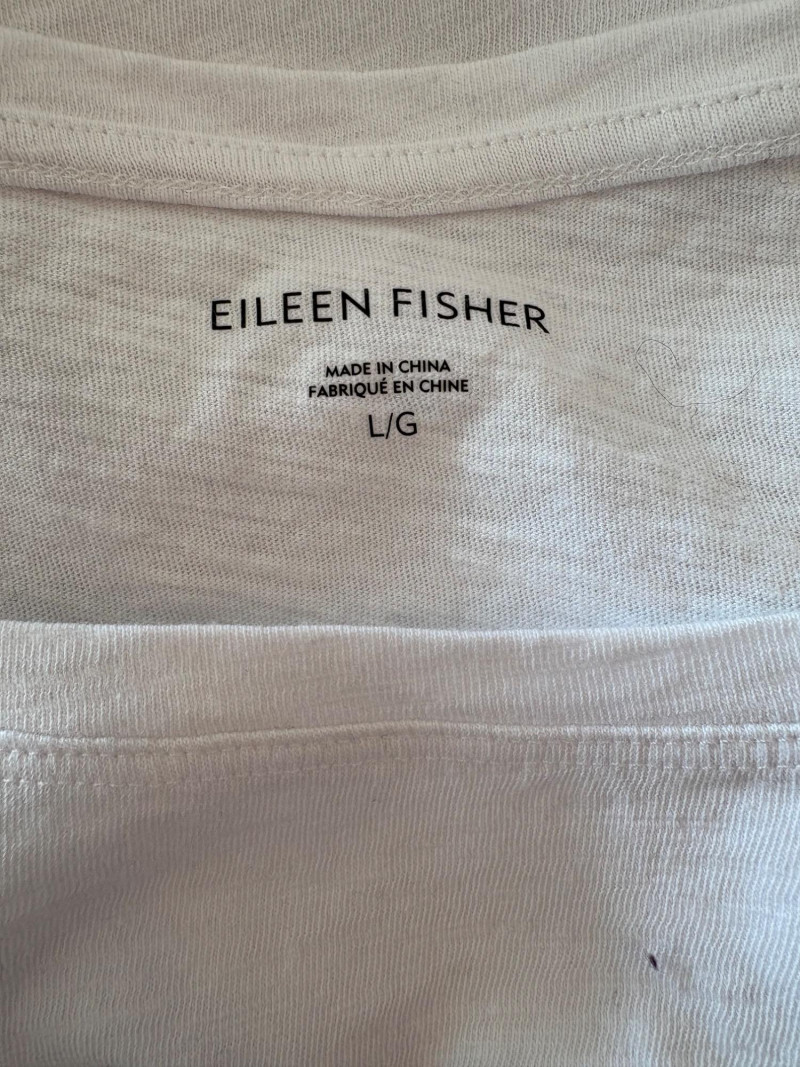 EILEEN FISHER
MADE IN CHINA
FABRIQUÉ EN CHINE
L/G